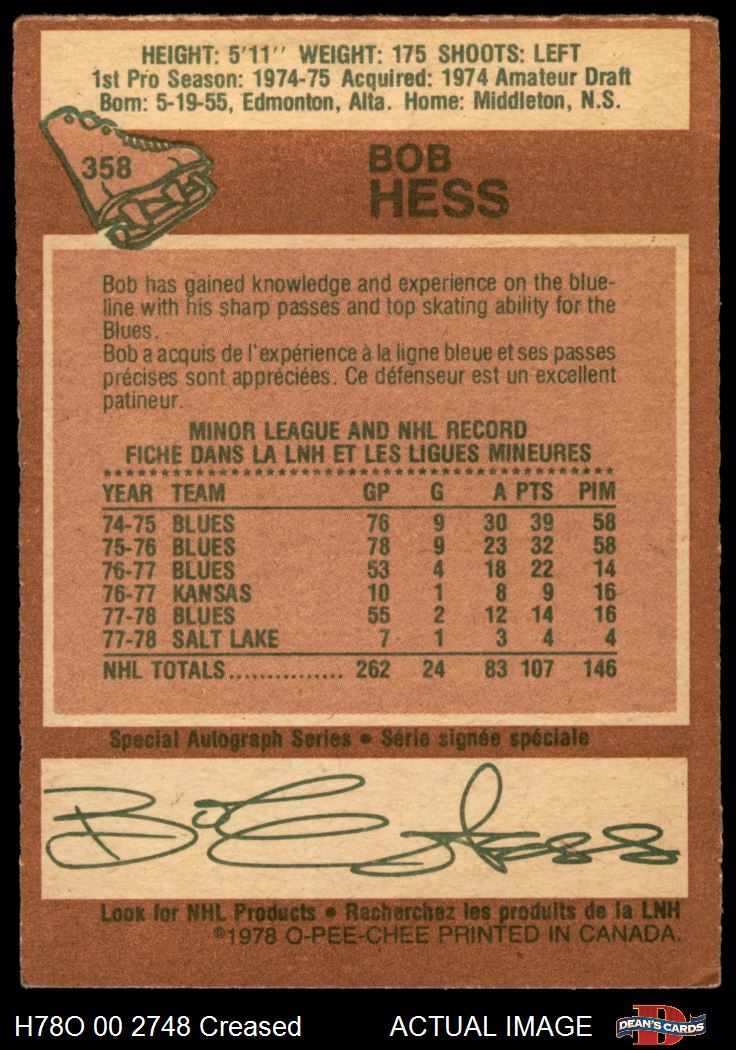 HEIGHT: 5'11'' WEIGHT: 175 SHOOTS: LEFT
1st Pro Season: 1974-75 Acquired: 1974 Amateur Draft
Born: 5-19-55, Edmonton, Alta. Home: Middleton, N.S.
358
BOB
HESS
Bob has gained knowledge and experience on the blue-
line with his sharp passes and top skating ability for the
Blues.
Bob a acquis de l'expérience à la ligne bleue et ses passes
précises sont appréciées. Ce défenseur est un excellent
patineur.
MINOR LEAGUE AND NHL RECORD
FICHE DANS LA LNH ET LES LIGUES MINEURES
YEAR TEAM GP G A PTS PIM
74-75 BLUES 76 9 30 39 58
75-76 BLUES 78 9 23 32 58
76-77 BLUES 53 4 18 22 14
76-77 KANSAS 10 1 8 9 16
77-78 BLUES 55 2 12 14 16
77-78 SALT LAKE 7 1 3 4 4
NHL TOTALS............... 262 24 83 107 146
Special Autograph Series • Série signée spéciale
Bob Hess
Look for NHL Products • Recherchez les produits de la LNH
©1978 O-PEE-CHEE PRINTED IN CANADA.
H78O 00 2748 Creased ACTUAL IMAGE D DEAN'S CARDS